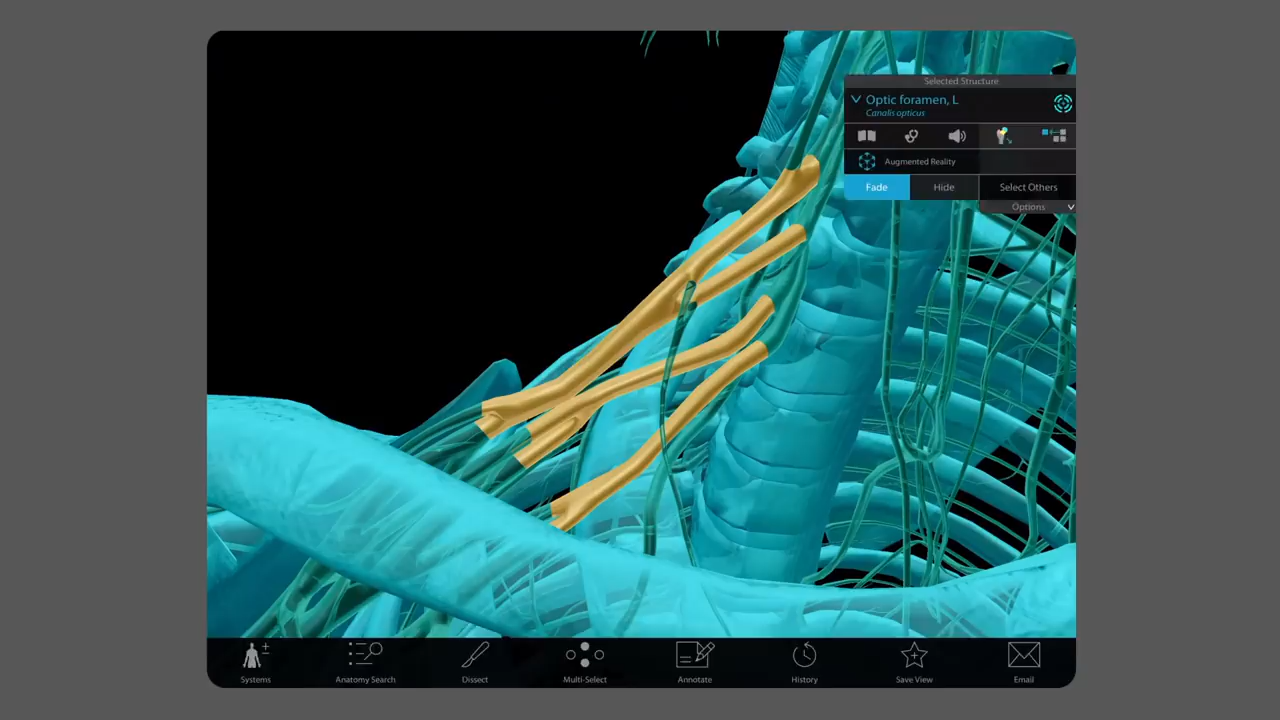 Selected Structure
Optic foramen, L
Canalis opticus
Augmented Reality
Fade Hide Select Others
Options
Systems Anatomy Search Dissect Multi-Select Annotate History Save View Email